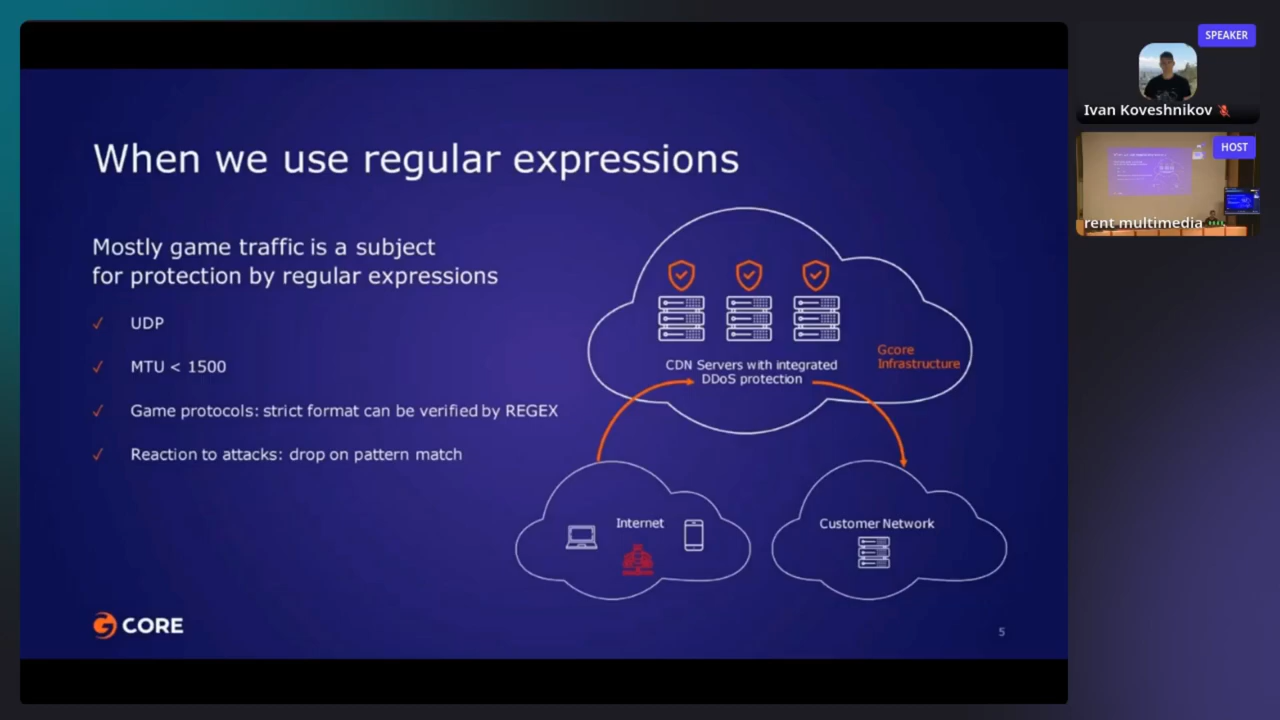 When we use regular expressions
Mostly game traffic is a subject
for protection by regular expressions
✓ UDP
✓ MTU < 1500
✓ Game protocols: strict format can be verified by REGEX
✓ Reaction to attacks: drop on pattern match
CDN Servers with integrated
DDoS protection
Gcore
Infrastructure
Internet
Customer Network
CORE
5
SPEAKER
Ivan Koveshnikov
HOST
rent multimedia